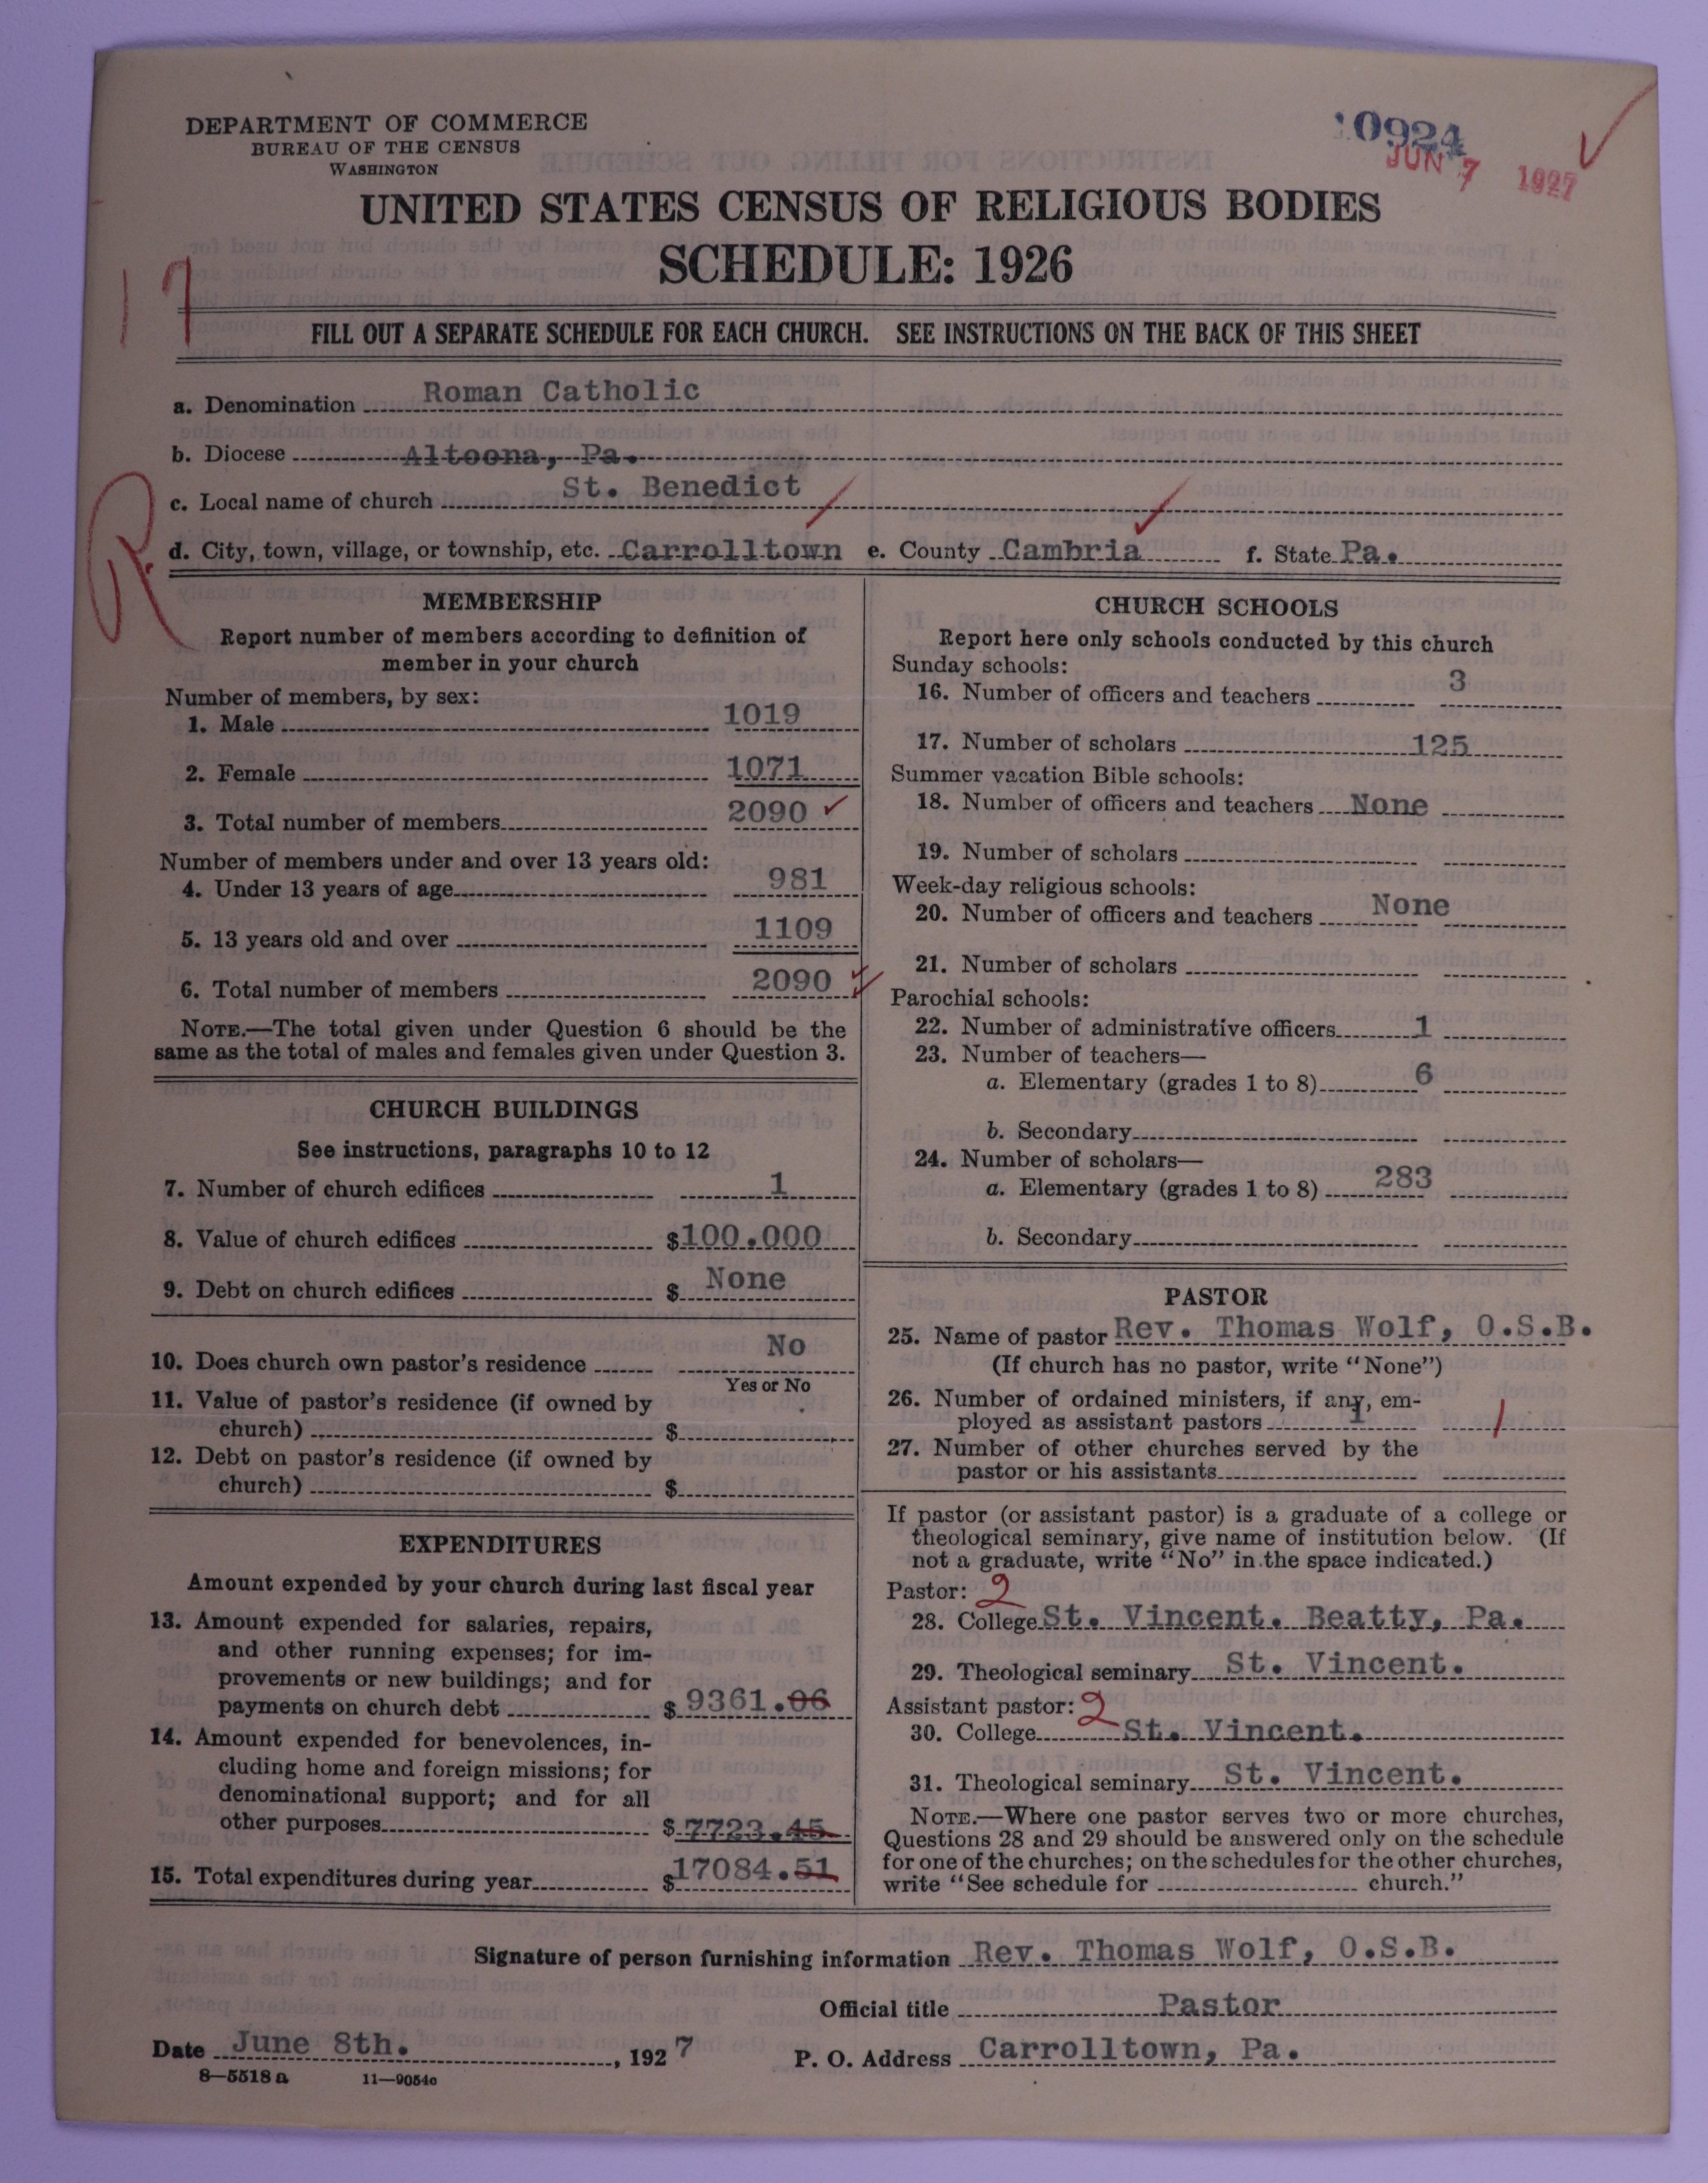 DEPARTMENT OF COMMERCE
BUREAU OF THE CENSUS
WASHINGTON
10924
JUN 7 1927
UNITED STATES CENSUS OF RELIGIOUS BODIES
SCHEDULE: 1926
17
FILL OUT A SEPARATE SCHEDULE FOR EACH CHURCH. SEE INSTRUCTIONS ON THE BACK OF THIS SHEET
a. Denomination Roman Catholic
b. Diocese Altoona, Pa.
c. Local name of church St. Benedict
R
d. City, town, village, or township, etc. Carrolltown e. County Cambria f. State Pa.
MEMBERSHIP
Report number of members according to definition of
member in your church
Number of members, by sex:
1. Male 1019
2. Female 1071
3. Total number of members 2090 ✓
Number of members under and over 13 years old:
4. Under 13 years of age 981
5. 13 years old and over 1109
6. Total number of members 2090 ✓
NOTE.—The total given under Question 6 should be the
same as the total of males and females given under Question 3.
CHURCH BUILDINGS
See instructions, paragraphs 10 to 12
7. Number of church edifices 1
8. Value of church edifices $100.000
9. Debt on church edifices $ None
10. Does church own pastor's residence No
Yes or No
11. Value of pastor's residence (if owned by
church) $
12. Debt on pastor's residence (if owned by
church) $
EXPENDITURES
Amount expended by your church during last fiscal year
13. Amount expended for salaries, repairs,
and other running expenses; for im-
provements or new buildings; and for
payments on church debt $ 9361.06
14. Amount expended for benevolences, in-
cluding home and foreign missions; for
denominational support; and for all
other purposes $ 7723.45
15. Total expenditures during year $17084.51
CHURCH SCHOOLS
Report here only schools conducted by this church
Sunday schools:
16. Number of officers and teachers 3
17. Number of scholars 125
Summer vacation Bible schools:
18. Number of officers and teachers None
19. Number of scholars
Week-day religious schools:
20. Number of officers and teachers None
21. Number of scholars
Parochial schools:
22. Number of administrative officers 1
23. Number of teachers—
a. Elementary (grades 1 to 8) 6
b. Secondary
24. Number of scholars—
a. Elementary (grades 1 to 8) 283
b. Secondary
PASTOR
25. Name of pastor Rev. Thomas Wolf, O.S.B.
(If church has no pastor, write "None")
26. Number of ordained ministers, if any, em-
ployed as assistant pastors 1 1
27. Number of other churches served by the
pastor or his assistants
If pastor (or assistant pastor) is a graduate of a college or
theological seminary, give name of institution below. (If
not a graduate, write "No" in the space indicated.)
Pastor: 2
28. College St. Vincent. Beatty, Pa.
29. Theological seminary St. Vincent.
Assistant pastor: 2
30. College St. Vincent.
31. Theological seminary St. Vincent.
NOTE.—Where one pastor serves two or more churches,
Questions 28 and 29 should be answered only on the schedule
for one of the churches; on the schedules for the other churches,
write "See schedule for church."
Signature of person furnishing information Rev. Thomas Wolf, O.S.B.
Official title Pastor
Date June 8th. , 1927 P. O. Address Carrolltown, Pa.
8—5518 a 11—9054c